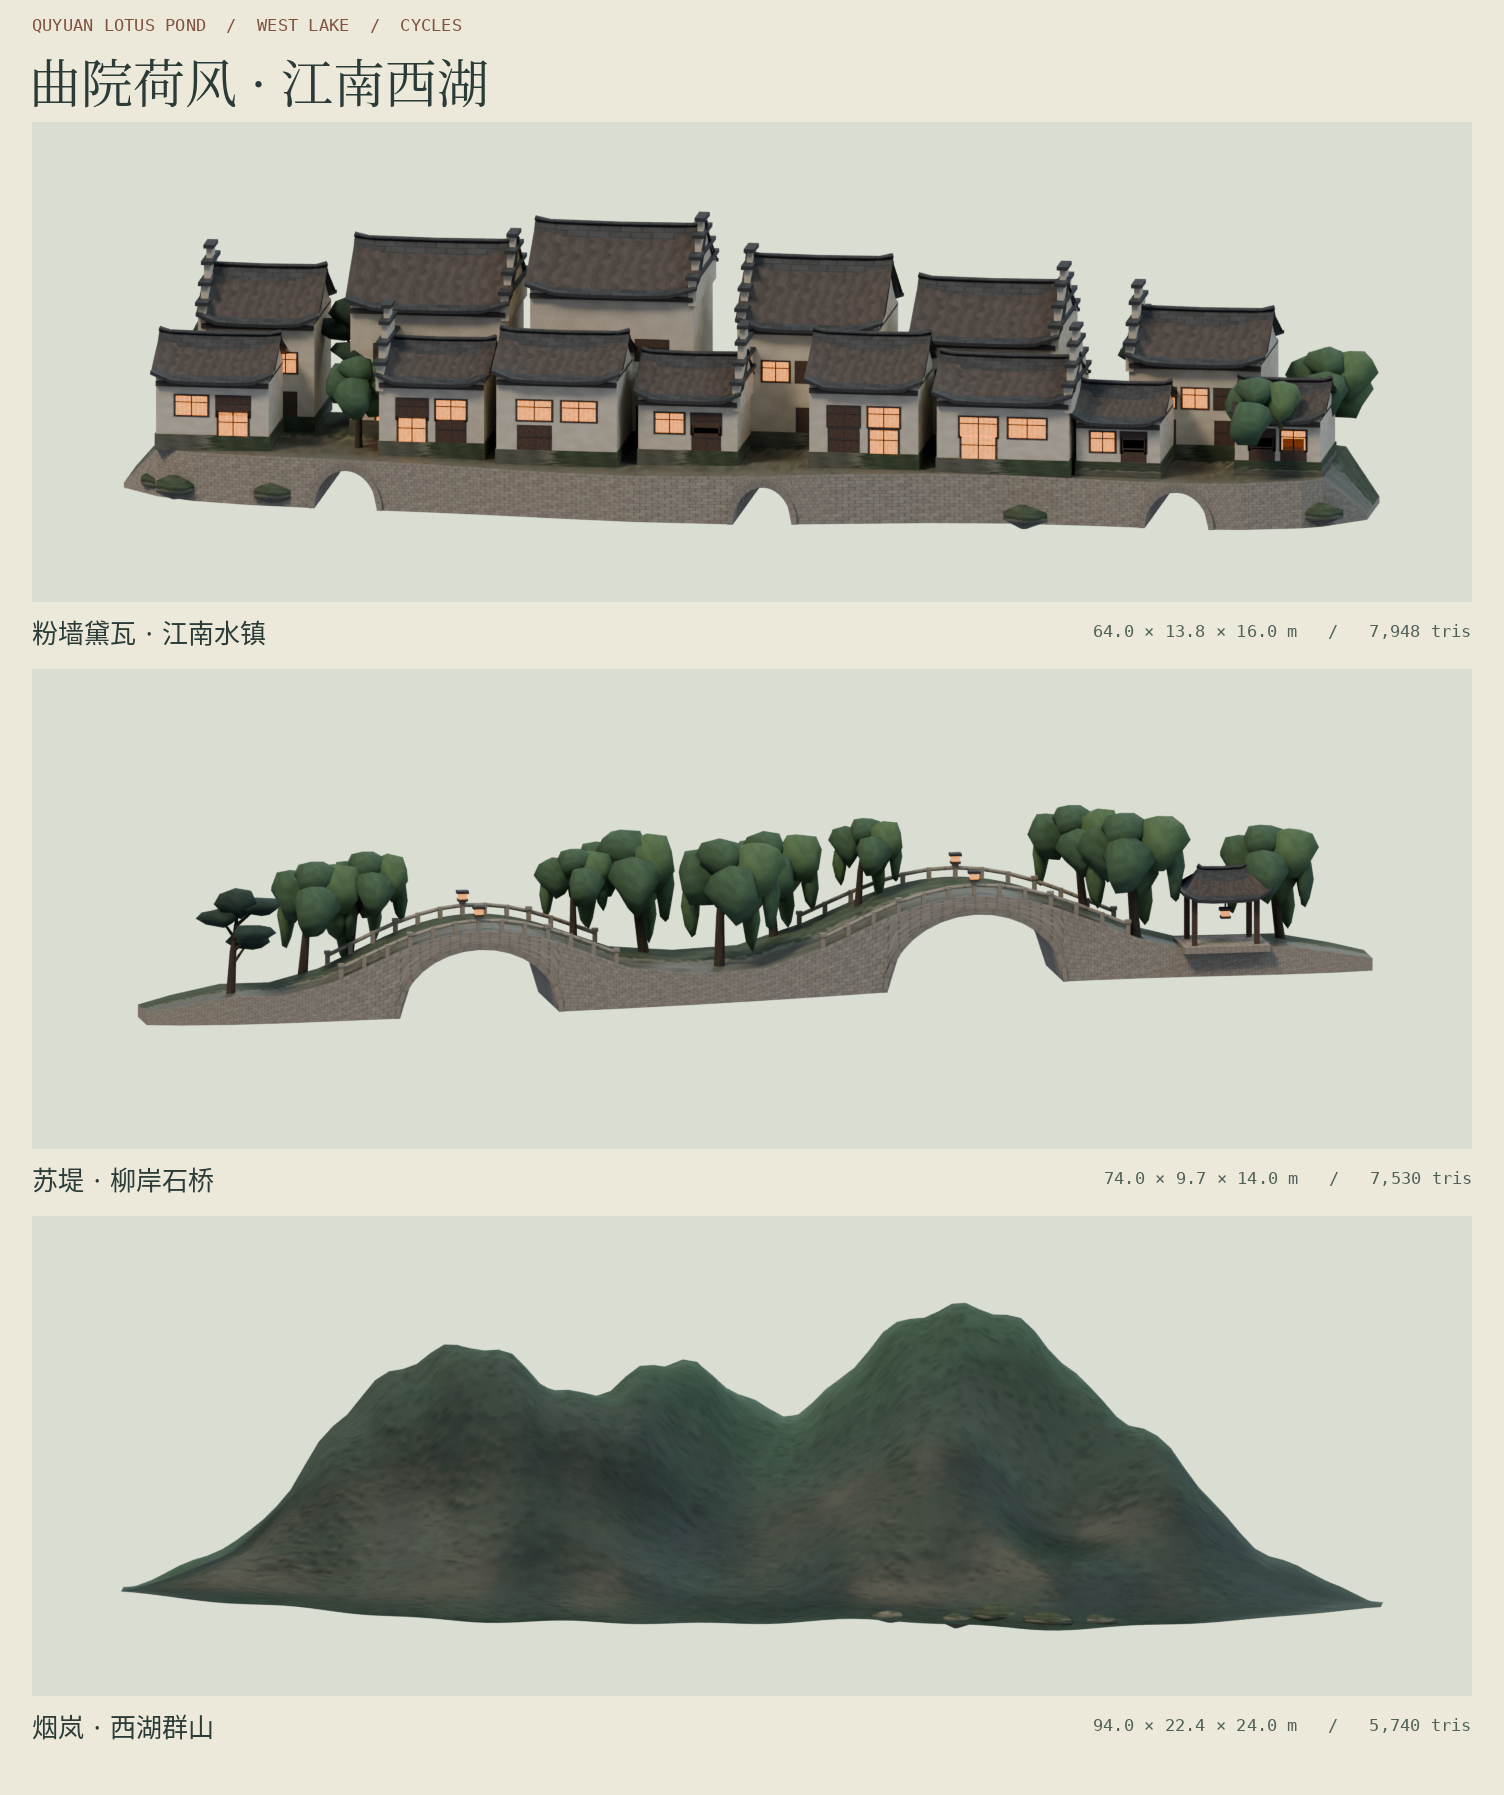 QUYUAN LOTUS POND / WEST LAKE / CYCLES
曲院荷风 · 江南西湖
粉墙黛瓦 · 江南水镇
64.0 × 13.8 × 16.0 m / 7,948 tris
苏堤 · 柳岸石桥
74.0 × 9.7 × 14.0 m / 7,530 tris
烟岚 · 西湖群山
94.0 × 22.4 × 24.0 m / 5,740 tris